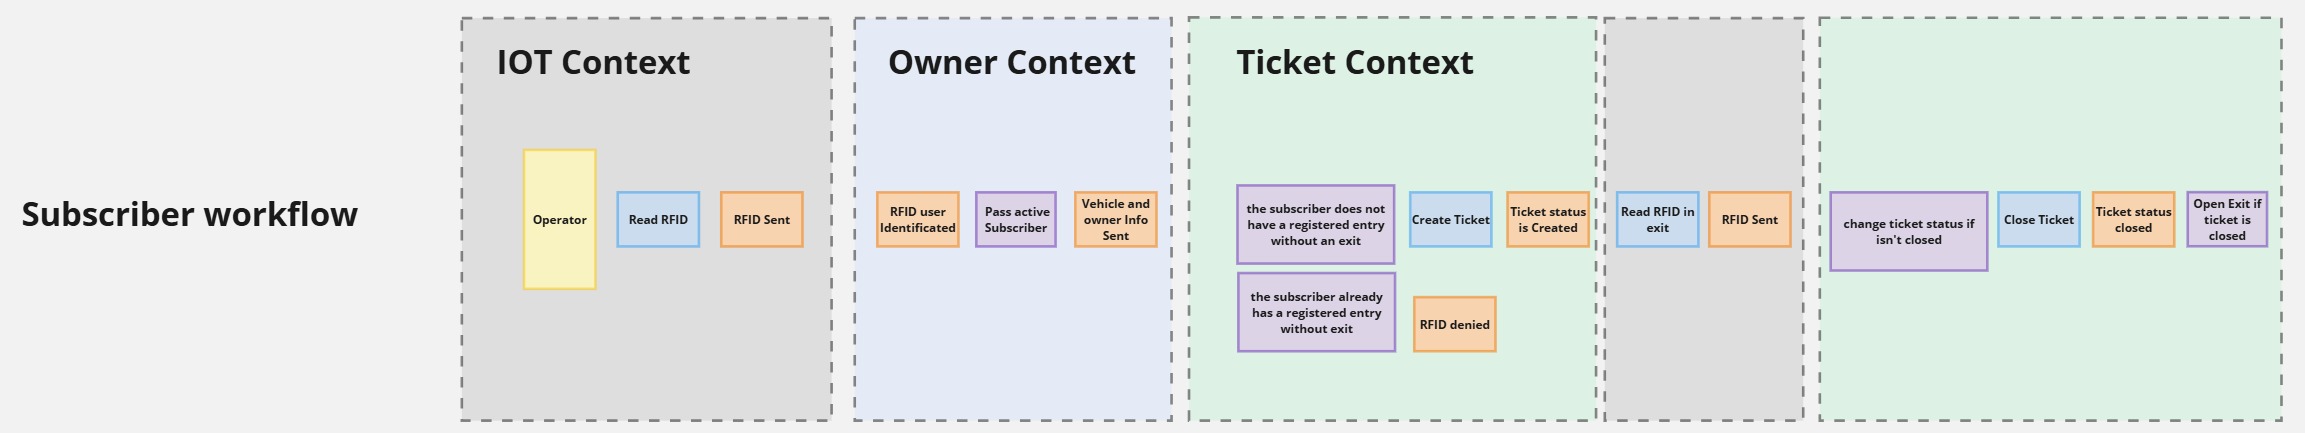 Subscriber workflow
IOT Context
Operator
Read RFID
RFID Sent
Owner Context
RFID user
Identificated
Pass active
Subscriber
Vehicle and
owner Info
Sent
Ticket Context
the subscriber does not
have a registered entry
without an exit
Create Ticket
Ticket status
is Created
the subscriber already
has a registered entry
without exit
RFID denied
Read RFID in
exit
RFID Sent
change ticket status if
isn't closed
Close Ticket
Ticket status
closed
Open Exit if
ticket is
closed